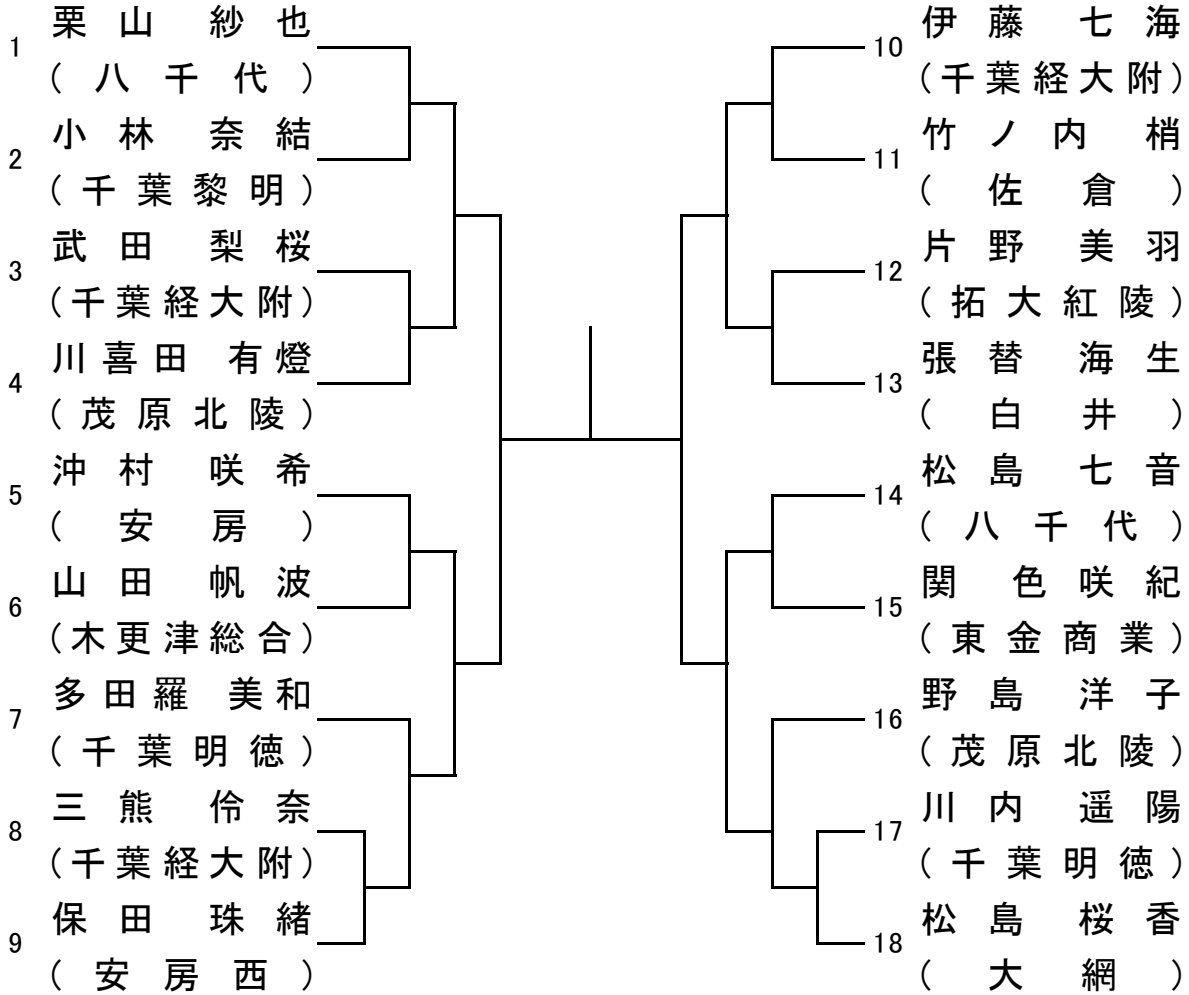 1 栗山 紗也
(八千代)
2 小林 奈結
(千葉黎明)
3 武田 梨桜
(千葉経大附)
4 川喜田 有燈
(茂原北陵)
5 沖村 咲希
(安房)
6 山田 帆波
(木更津総合)
7 多田羅 美和
(千葉明徳)
8 三熊 伶奈
(千葉経大附)
9 保田 珠緒
(安房西)
10 伊藤 七海
(千葉経大附)
11 竹ノ内 梢
(佐倉)
12 片野 美羽
(拓大紅陵)
13 張替 海生
(白井)
14 松島 七音
(八千代)
15 関 色咲紀
(東金商業)
16 野島 洋子
(茂原北陵)
17 川内 遥陽
(千葉明徳)
18 松島 桜香
(大網)